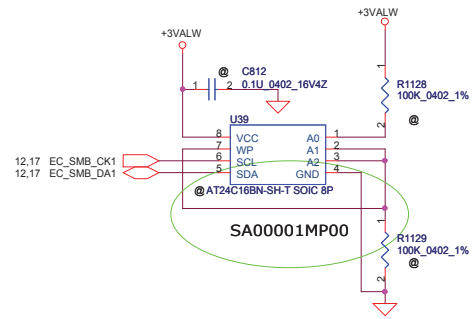 +3VALW
+3VALW
@ C812
1 2 0.1U_0402_16V4Z
1
R1128
100K_0402_1%
2
@
U39
8 VCC A0 1
7 WP A1 2
12,17 EC_SMB_CK1 6 SCL A2 3
12,17 EC_SMB_DA1 5 SDA GND 4
@ AT24C16BN-SH-T SOIC 8P
1
SA00001MP00
R1129
100K_0402_1%
@
2